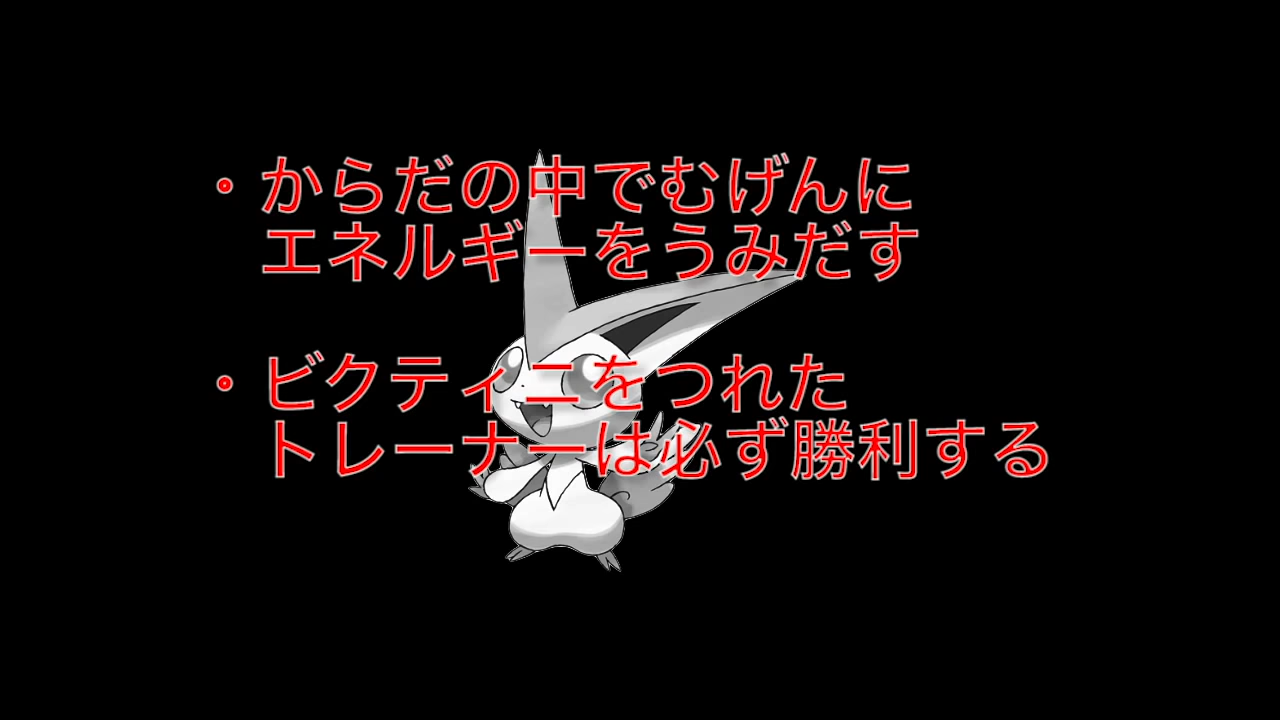 ・からだの中でむげんに
エネルギーをうみだす
・ビクティニをつれた
トレーナーは必ず勝利する